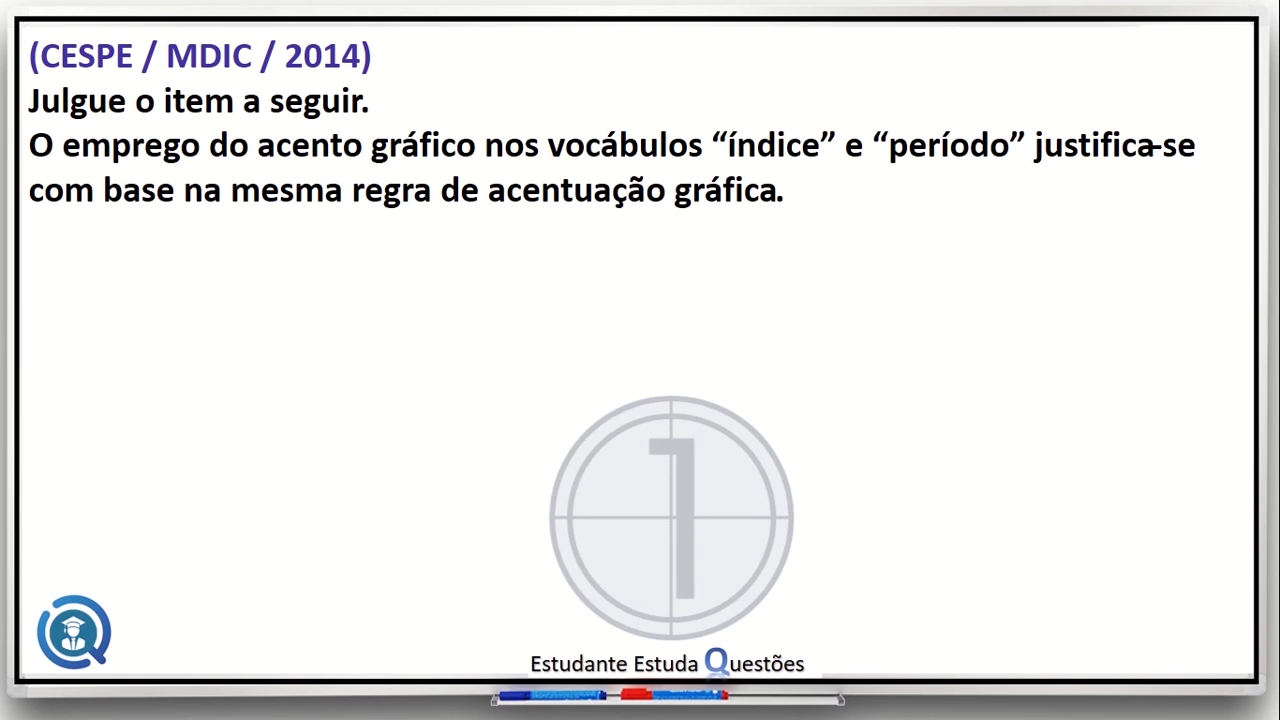 (CESPE / MDIC / 2014)
Julgue o item a seguir.
O emprego do acento gráfico nos vocábulos “índice” e “período” justifica-se
com base na mesma regra de acentuação gráfica.
1
Estudante Estuda Questões